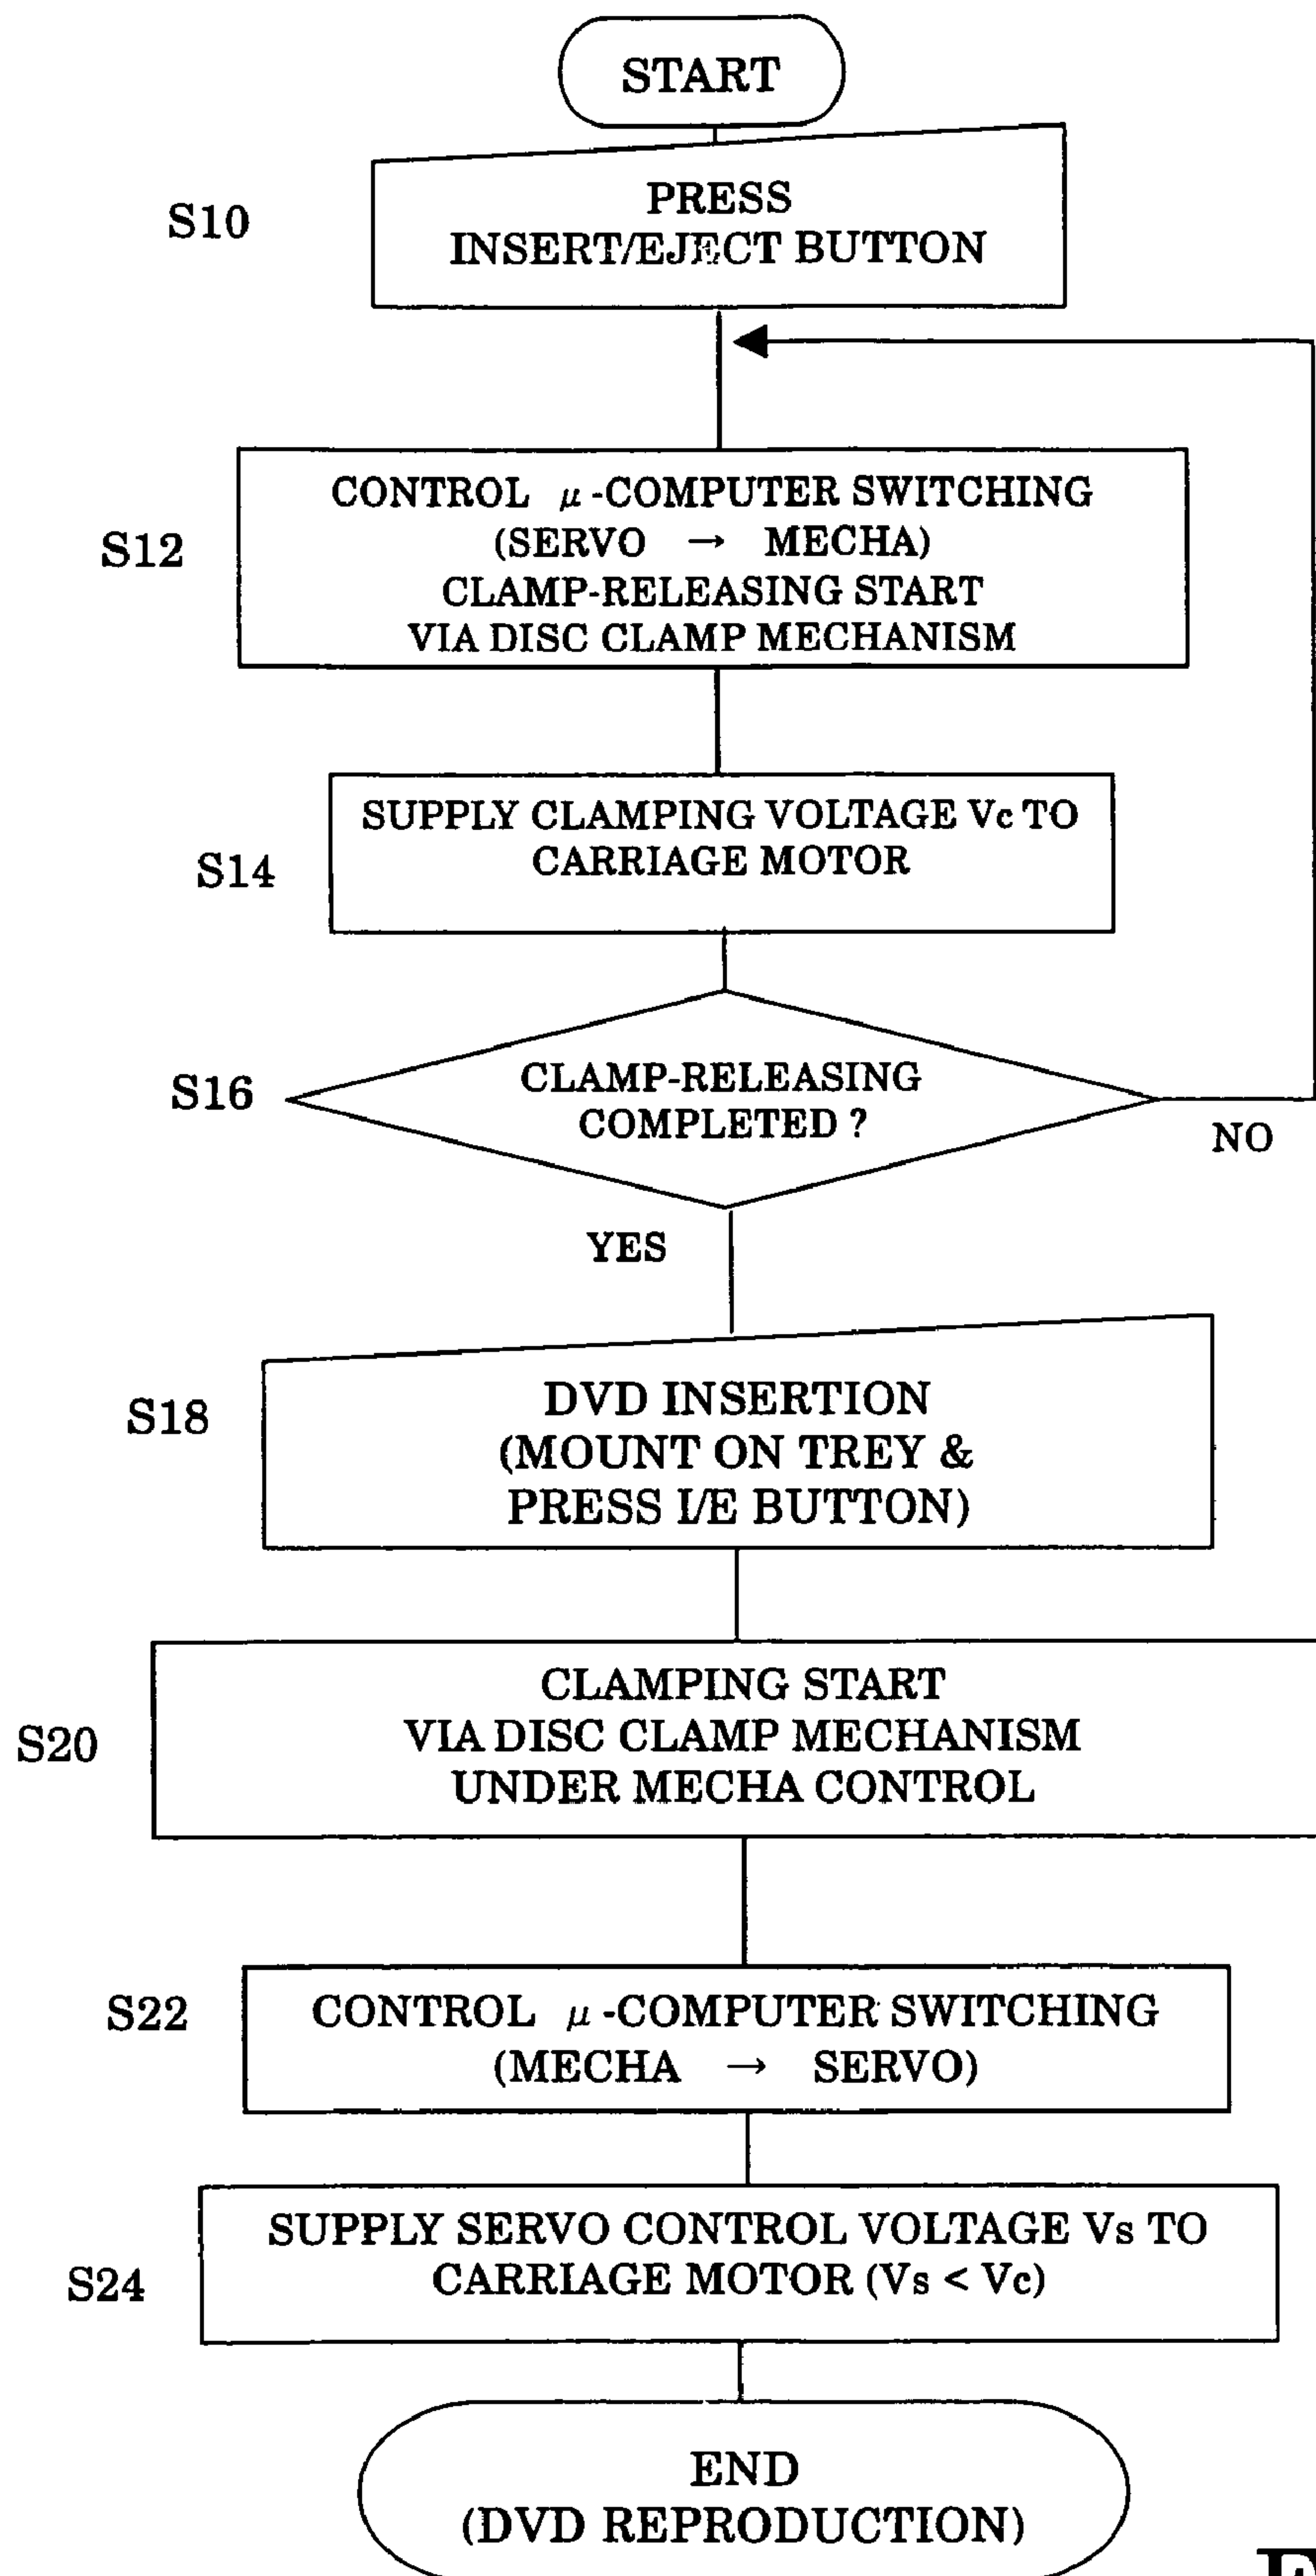 START
S10
PRESS
INSERT/EJECT BUTTON
S12
CONTROL μ-COMPUTER SWITCHING
(SERVO → MECHA)
CLAMP-RELEASING START
VIA DISC CLAMP MECHANISM
S14
SUPPLY CLAMPING VOLTAGE Vc TO
CARRIAGE MOTOR
S16
CLAMP-RELEASING
COMPLETED ?
NO
YES
S18
DVD INSERTION
(MOUNT ON TREY &
PRESS I/E BUTTON)
S20
CLAMPING START
VIA DISC CLAMP MECHANISM
UNDER MECHA CONTROL
S22
CONTROL μ-COMPUTER SWITCHING
(MECHA → SERVO)
S24
SUPPLY SERVO CONTROL VOLTAGE Vs TO
CARRIAGE MOTOR (Vs < Vc)
END
(DVD REPRODUCTION)